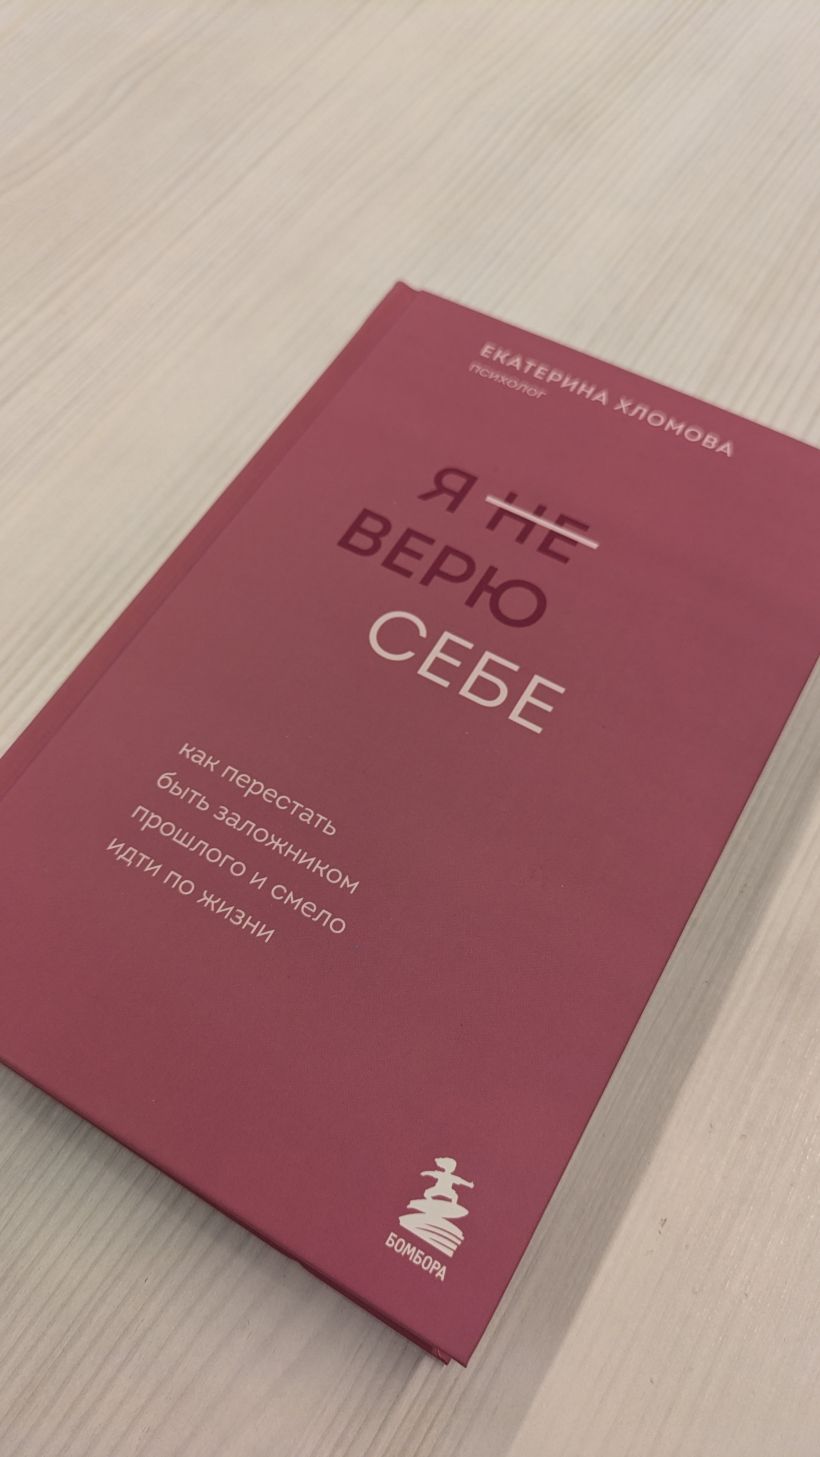 ЕКАТЕРИНА ХЛОМОВА
ПСИХОЛОГ
Я НЕ
ВЕРЮ
СЕБЕ
как перестать
быть заложником
прошлого и смело
идти по жизни
БОМБОРА